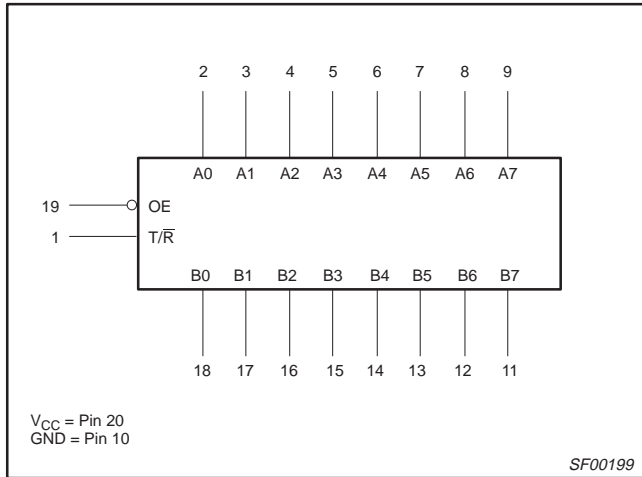 2 3 4 5 6 7 8 9
A0 A1 A2 A3 A4 A5 A6 A7
19 OE
1 T/R̅
B0 B1 B2 B3 B4 B5 B6 B7
18 17 16 15 14 13 12 11
VCC = Pin 20
GND = Pin 10
SF00199